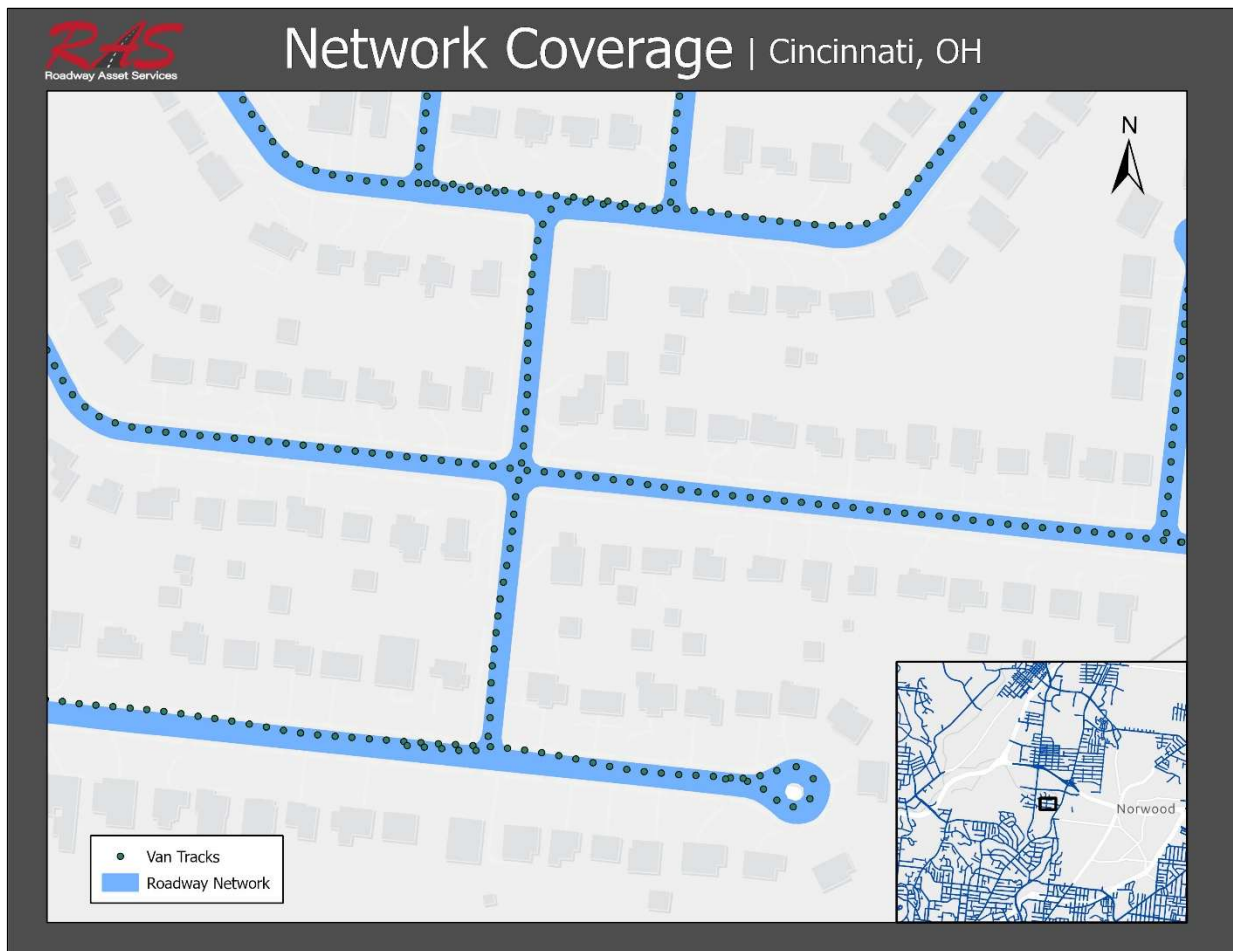 RAS
Roadway Asset Services
Network Coverage | Cincinnati, OH
N
Norwood
Van Tracks
Roadway Network